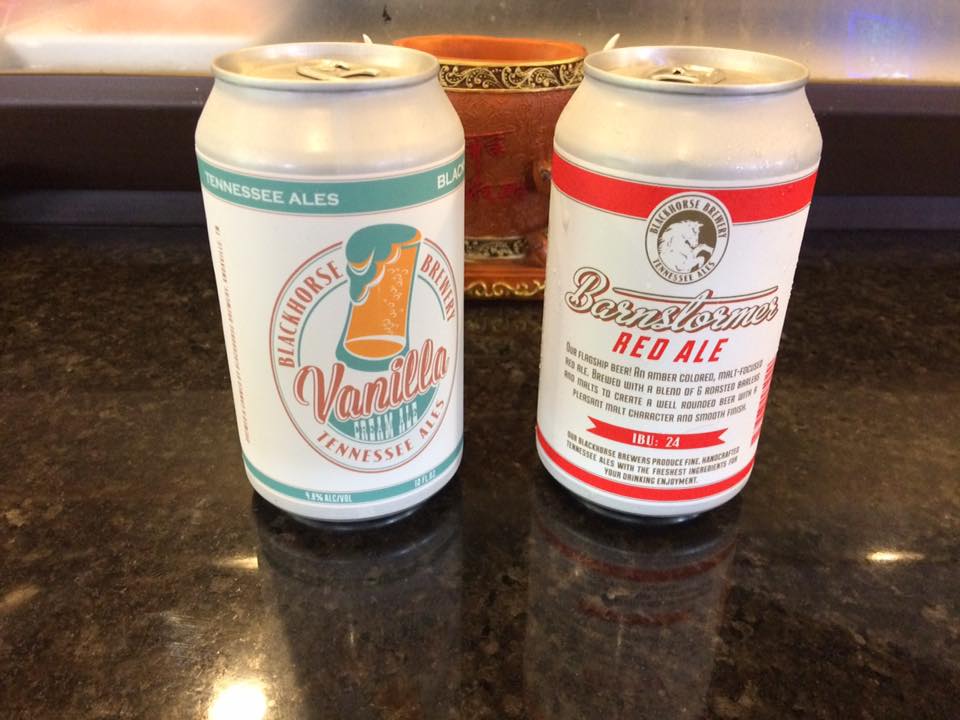 TENNESSEE ALES
BLAC
BLACKHORSE BREWERY
Vanilla
CREAM ALE
TENNESSEE ALES
4.8% ALC/VOL
12 FL OZ
BLACKHORSE BREWERY
TENNESSEE ALES
Barnstormer
RED ALE
OUR FLAGSHIP BEER! AN AMBER COLORED, MALT-FOCUSED
RED ALE. BREWED WITH A BLEND OF 6 ROASTED BARLEYS
AND MALTS TO CREATE A WELL ROUNDED BEER WITH A
PLEASANT MALT CHARACTER AND SMOOTH FINISH.
IBU: 24
OUR BLACKHORSE BREWERS PRODUCE FINE, HANDCRAFTED
TENNESSEE ALES WITH THE FRESHEST INGREDIENTS FOR
YOUR DRINKING ENJOYMENT.